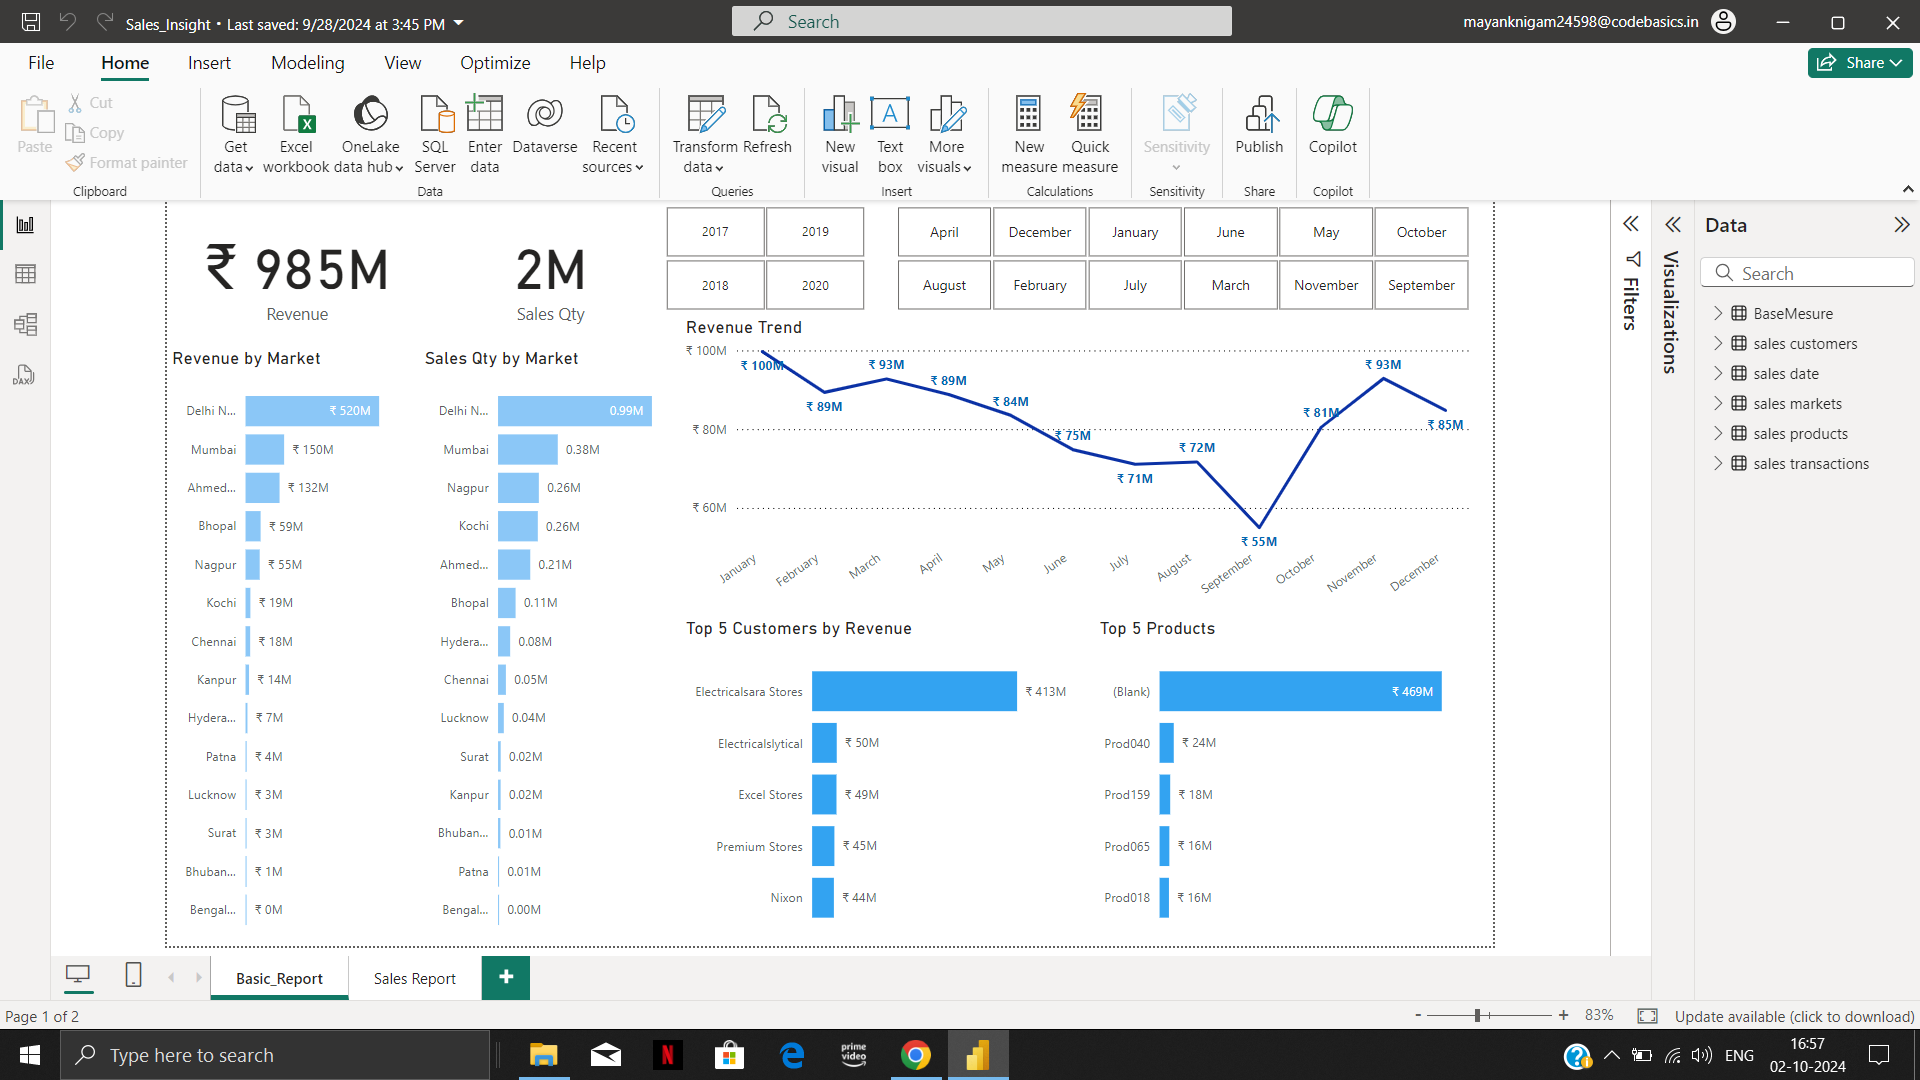 Sales_Insight • Last saved: 9/28/2024 at 3:45 PM
Search
mayanknigam24598@codebasics.in
File Home Insert Modeling View Optimize Help
Share
Paste
Cut
Copy
Format painter
Clipboard
Get data
Excel workbook
OneLake data hub
SQL Server
Enter data
Dataverse
Recent sources
Data
Transform data
Refresh
Queries
New visual
Text box
More visuals
Insert
New measure
Quick measure
Calculations
Sensitivity
Sensitivity
Publish
Share
Copilot
Copilot
₹ 985M
Revenue
2M
Sales Qty
2017 2019
2018 2020
April December January June May October
August February July March November September
Revenue by Market
Delhi N... ₹ 520M
Mumbai ₹ 150M
Ahmed... ₹ 132M
Bhopal ₹ 59M
Nagpur ₹ 55M
Kochi ₹ 19M
Chennai ₹ 18M
Kanpur ₹ 14M
Hydera... ₹ 7M
Patna ₹ 4M
Lucknow ₹ 3M
Surat ₹ 3M
Bhuban... ₹ 1M
Bengal... ₹ 0M
Sales Qty by Market
Delhi N... 0.99M
Mumbai 0.38M
Nagpur 0.26M
Kochi 0.26M
Ahmed... 0.21M
Bhopal 0.11M
Hydera... 0.08M
Chennai 0.05M
Lucknow 0.04M
Surat 0.02M
Kanpur 0.02M
Bhuban... 0.01M
Patna 0.01M
Bengal... 0.00M
Revenue Trend
₹ 100M
₹ 80M
₹ 60M
₹ 100M
₹ 89M
₹ 93M
₹ 89M
₹ 84M
₹ 75M
₹ 71M
₹ 72M
₹ 55M
₹ 81M
₹ 93M
₹ 85M
January February March April May June July August September October November December
Top 5 Customers by Revenue
Electricalsara Stores ₹ 413M
Electricalslytical ₹ 50M
Excel Stores ₹ 49M
Premium Stores ₹ 45M
Nixon ₹ 44M
Top 5 Products
(Blank) ₹ 469M
Prod040 ₹ 24M
Prod159 ₹ 18M
Prod065 ₹ 16M
Prod018 ₹ 16M
Filters
Visualizations
Data
Search
BaseMesure
sales customers
sales date
sales markets
sales products
sales transactions
DAX
Basic_Report
Sales Report
+
Page 1 of 2
- + 83%
Update available (click to download)
Type here to search
prime video
ENG
16:57
02-10-2024